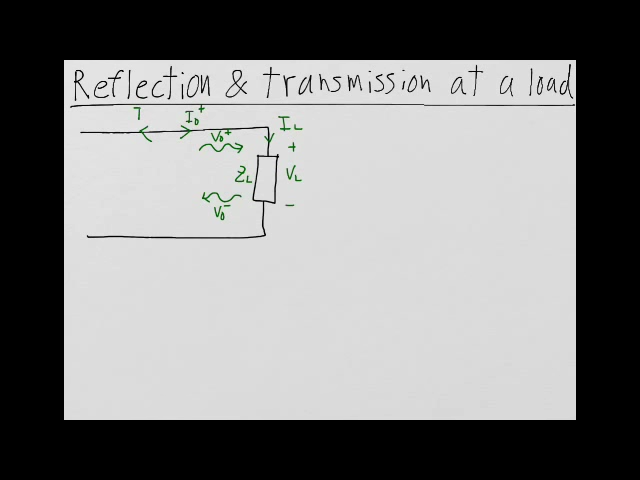 Reflection & transmission at a load
I₀⁺
I_L
V₀⁺
+
Z_L
V_L
V₀⁻
−